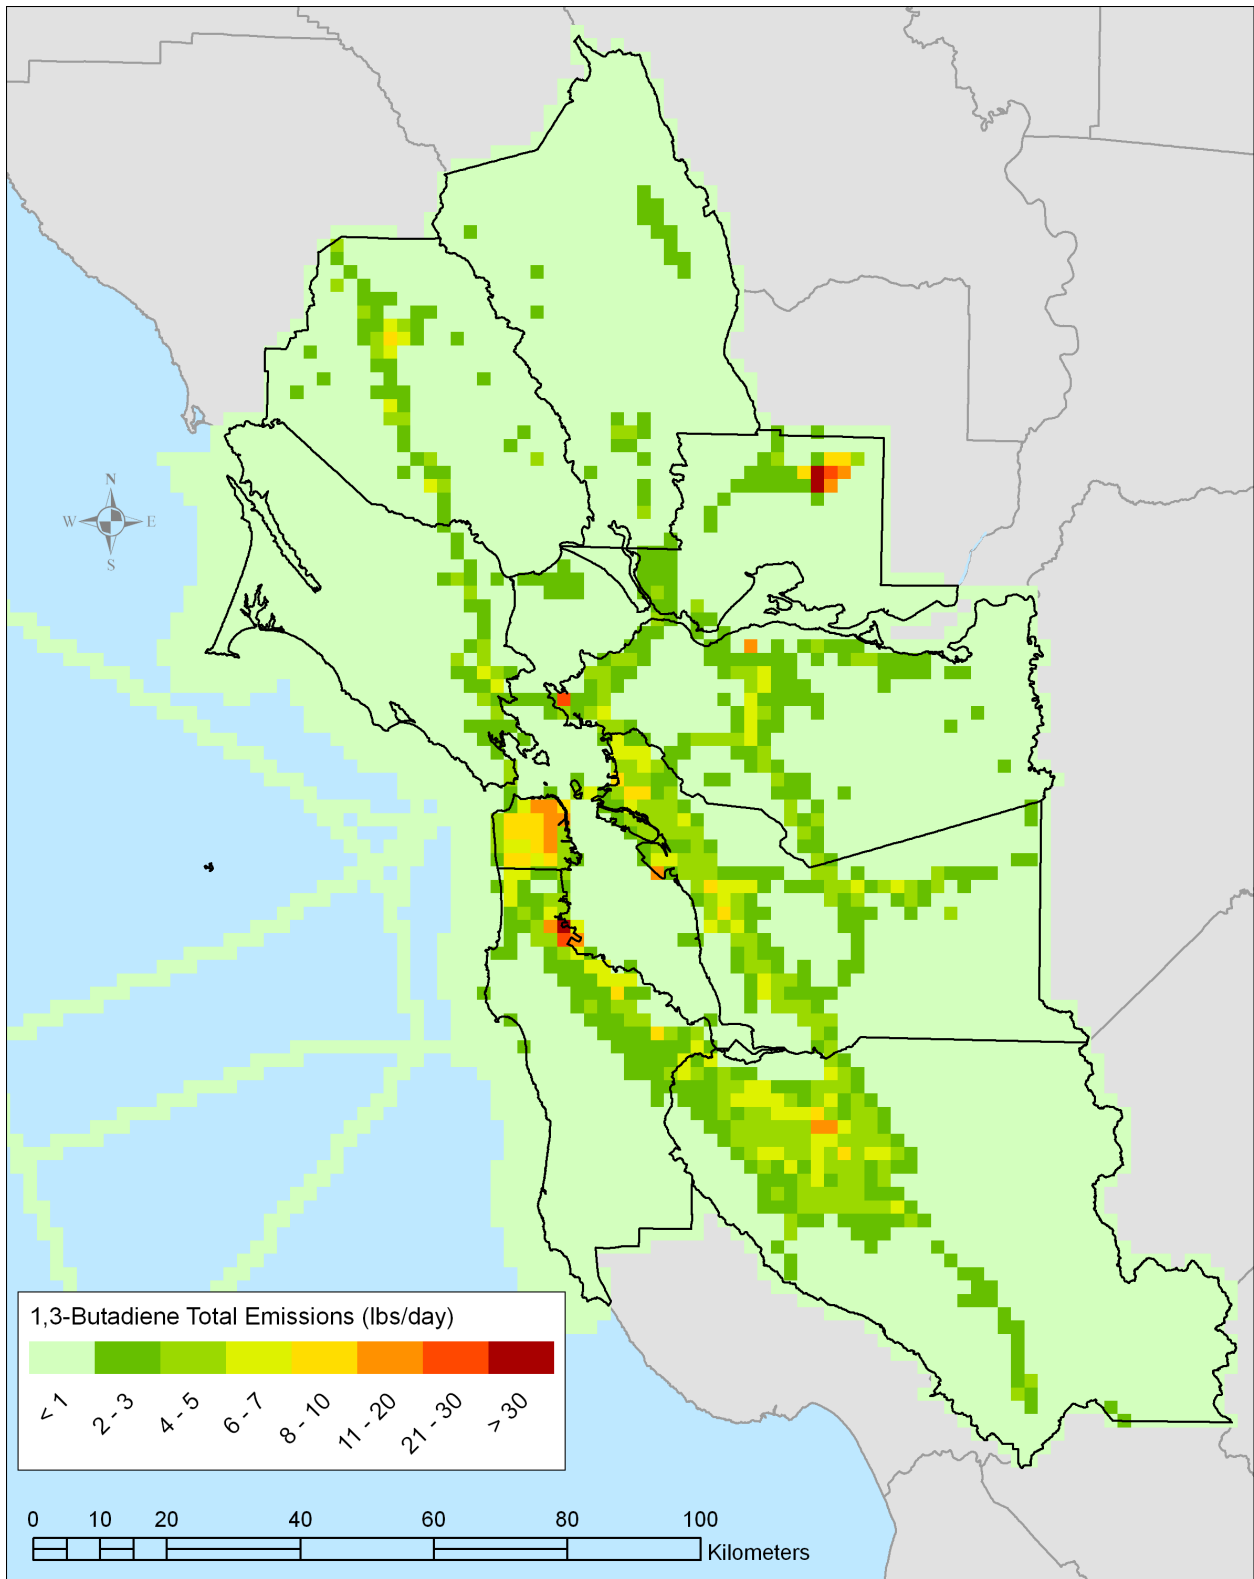 N
W E
S
1,3-Butadiene Total Emissions (lbs/day)
< 1
2 - 3
4 - 5
6 - 7
8 - 10
11 - 20
21 - 30
> 30
0 10 20 40 60 80 100
Kilometers